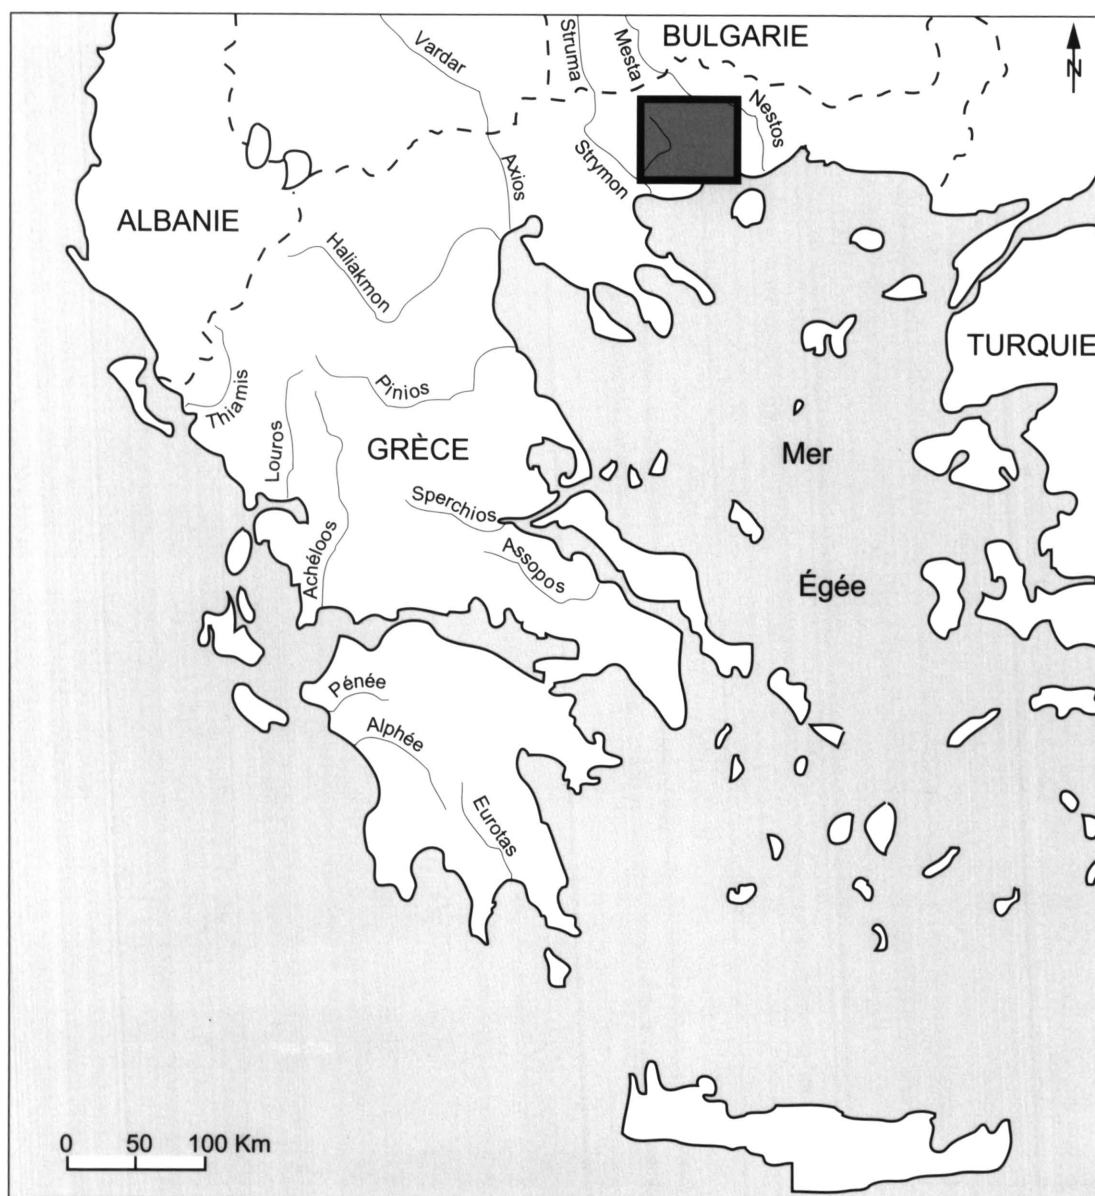 BULGARIE
Vardar
Struma
Mesta
N
Nestos
Strymon
Axios
ALBANIE
Haliakmon
TURQUIE
Thiamis
Pinios
Louros
GRÈCE
Mer
Sperchios
Achéloos
Assopos
Égée
Pénée
Alphée
Eurotas
0 50 100 Km